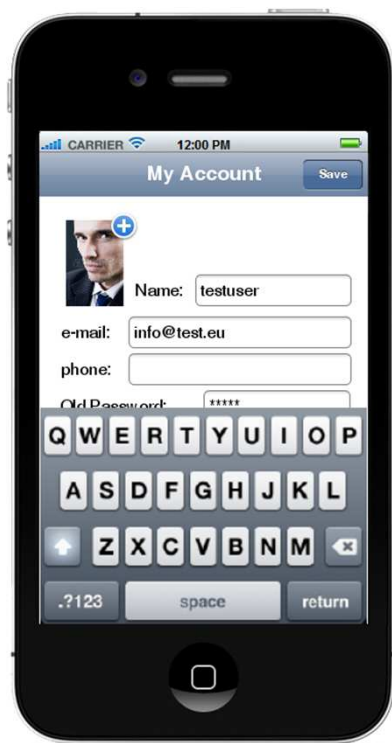 CARRIER 12:00 PM
My Account Save
Name: testuser
e-mail: info@test.eu
phone:
Old Password: *****
Q W E R T Y U I O P
A S D F G H J K L
Z X C V B N M
.?123 space return